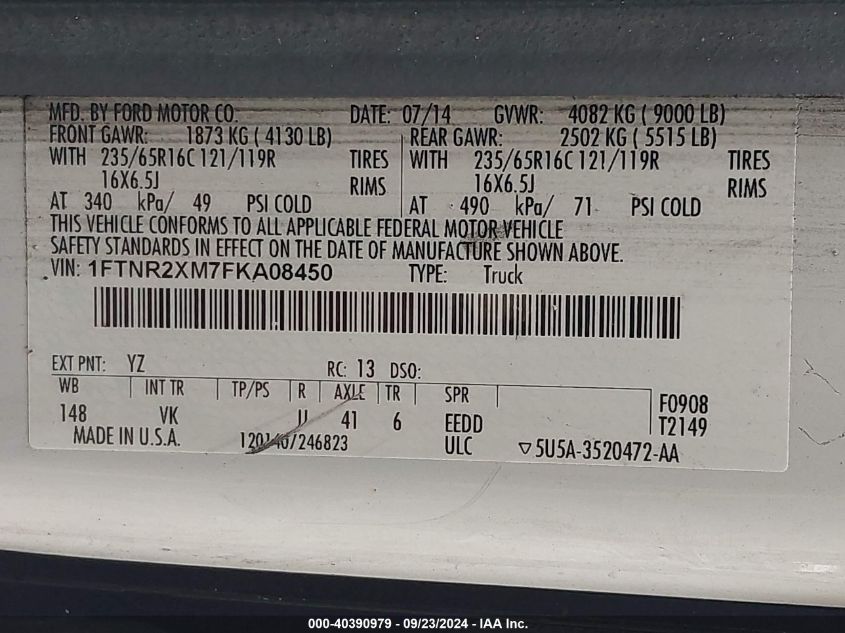 MFD. BY FORD MOTOR CO. DATE: 07/14 GVWR: 4082 KG ( 9000 LB)
FRONT GAWR: 1873 KG ( 4130 LB) REAR GAWR: 2502 KG ( 5515 LB)
WITH 235/65R16C 121/119R TIRES WITH 235/65R16C 121/119R TIRES
16X6.5J RIMS 16X6.5J RIMS
AT 340 kPa/ 49 PSI COLD AT 490 kPa/ 71 PSI COLD
THIS VEHICLE CONFORMS TO ALL APPLICABLE FEDERAL MOTOR VEHICLE
SAFETY STANDARDS IN EFFECT ON THE DATE OF MANUFACTURE SHOWN ABOVE.
VIN: 1FTNR2XM7FKA08450 TYPE: Truck
EXT PNT: YZ RC: 13 DSO:
WB INT TR TP/PS R AXLE TR SPR F0908
148 VK 41 6 EEDD T2149
MADE IN U.S.A. ULC ▽5U5A-3520472-AA
000-40390979 - 09/23/2024 - IAA Inc.